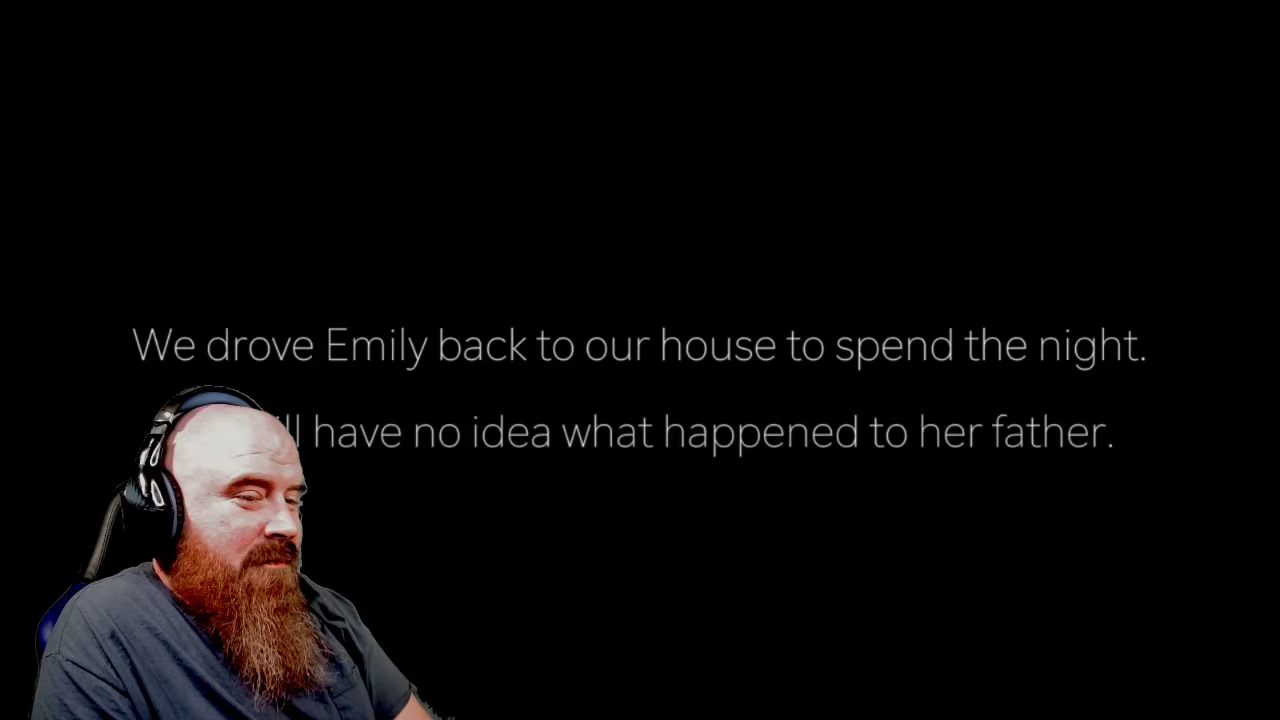 We drove Emily back to our house to spend the night.
have no idea what happened to her father.